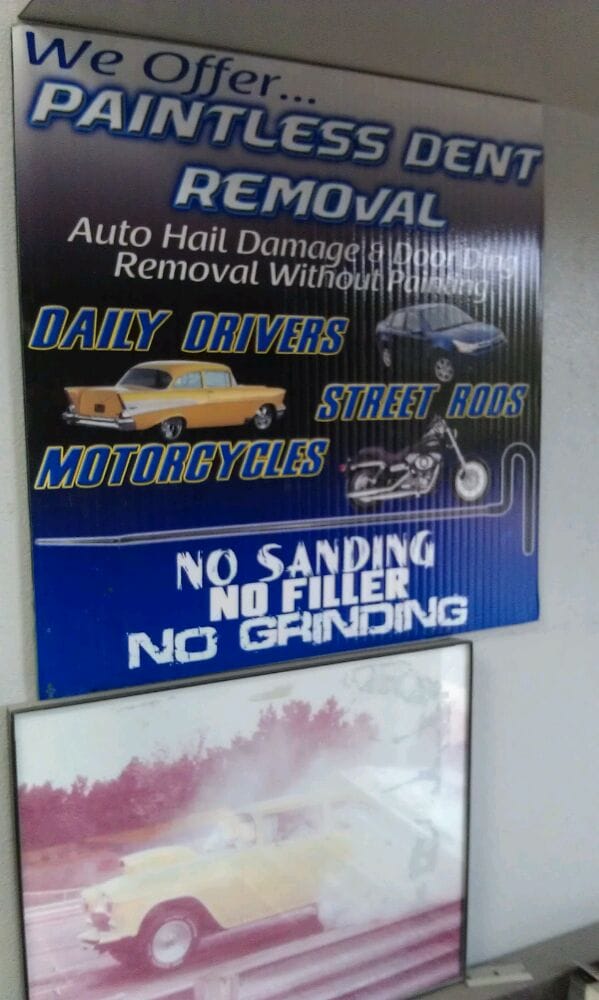 We Offer...
PAINTLESS DENT
REMOVAL
Auto Hail Damage & Door Ding
Removal Without Painting
DAILY DRIVERS
STREET RODS
MOTORCYCLES
NO SANDING
NO FILLER
NO GRINDING